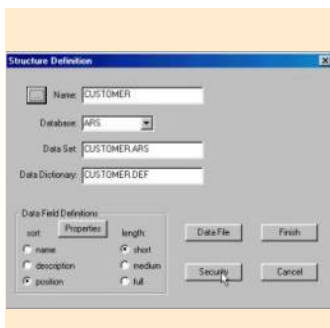 Structure Definition
Name: CUSTOMER
Database: ARS
Data Set: CUSTOMER.ARS
Data Dictionary: CUSTOMER.DEF
Data Field Definitions
sort Properties length:
name short
description medium
position full
Data File Finish
Security Cancel